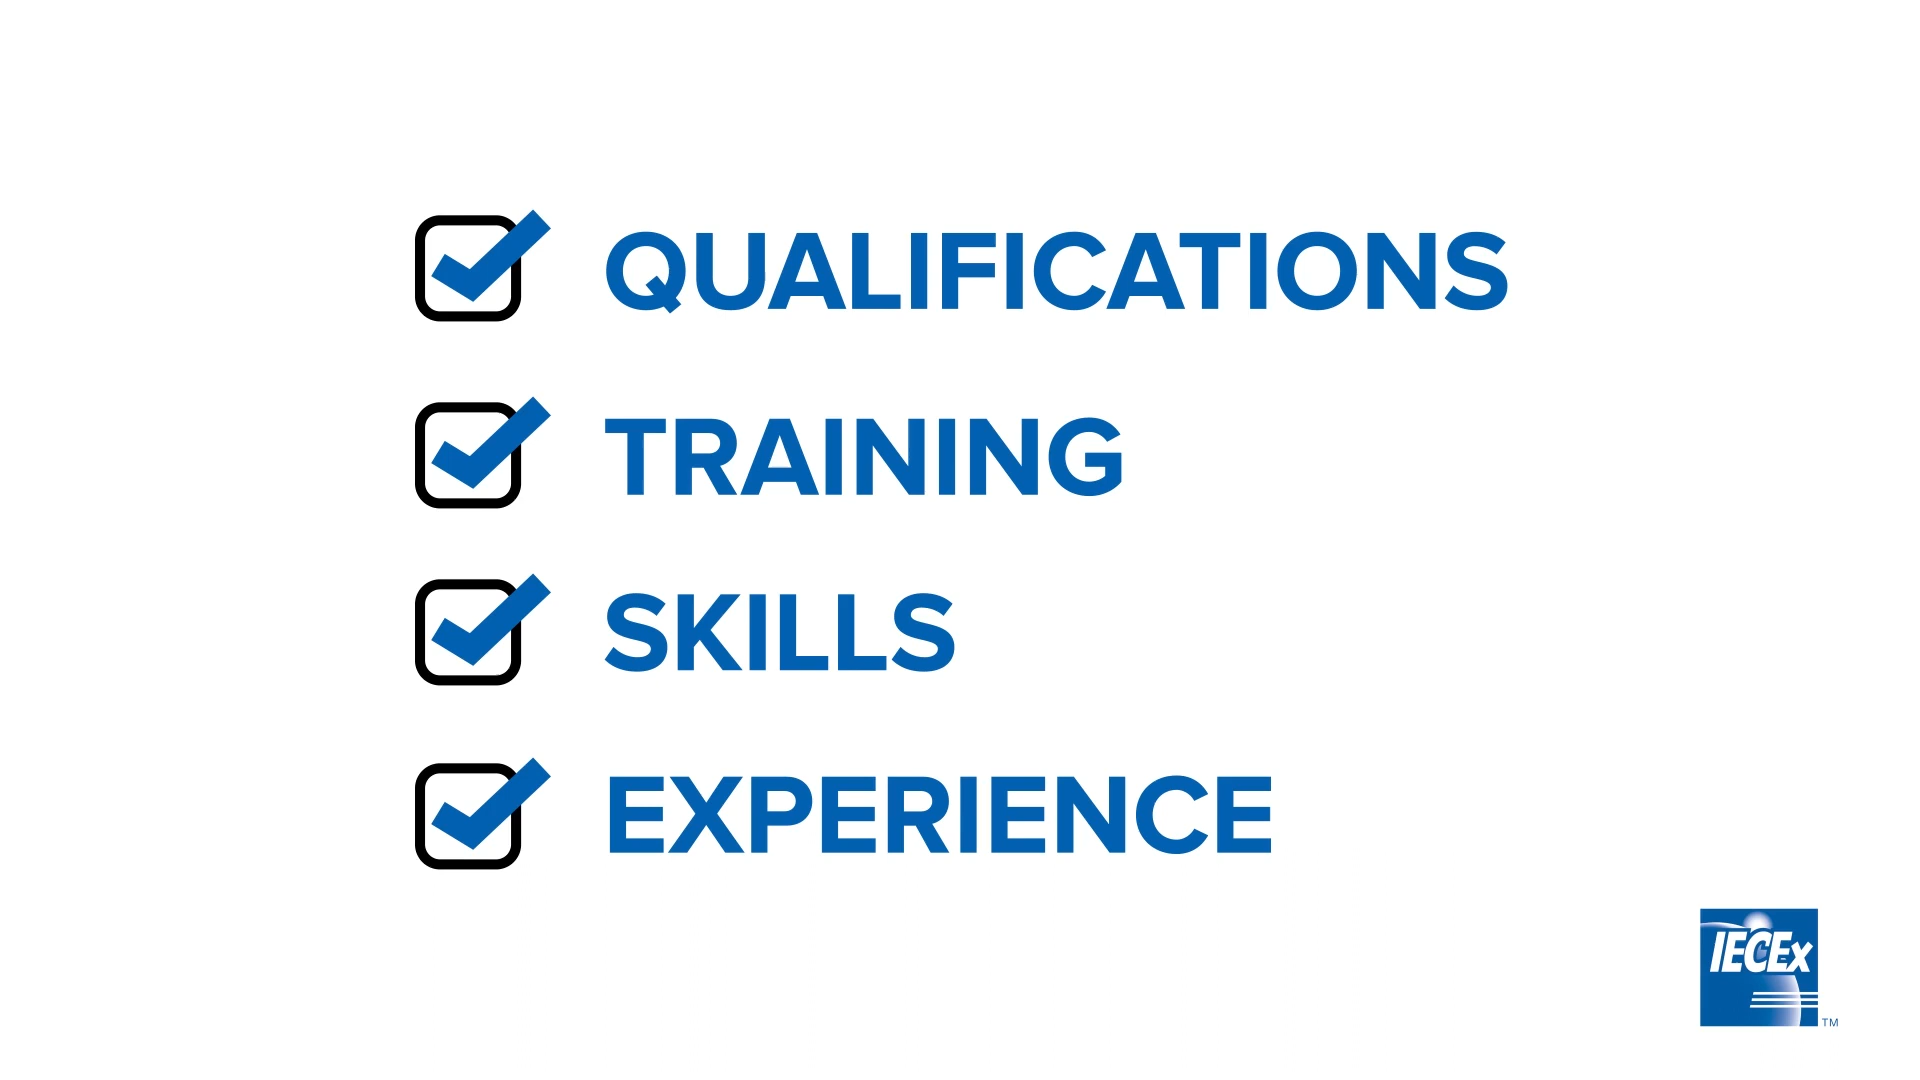 QUALIFICATIONS
TRAINING
SKILLS
EXPERIENCE
IECEx
TM